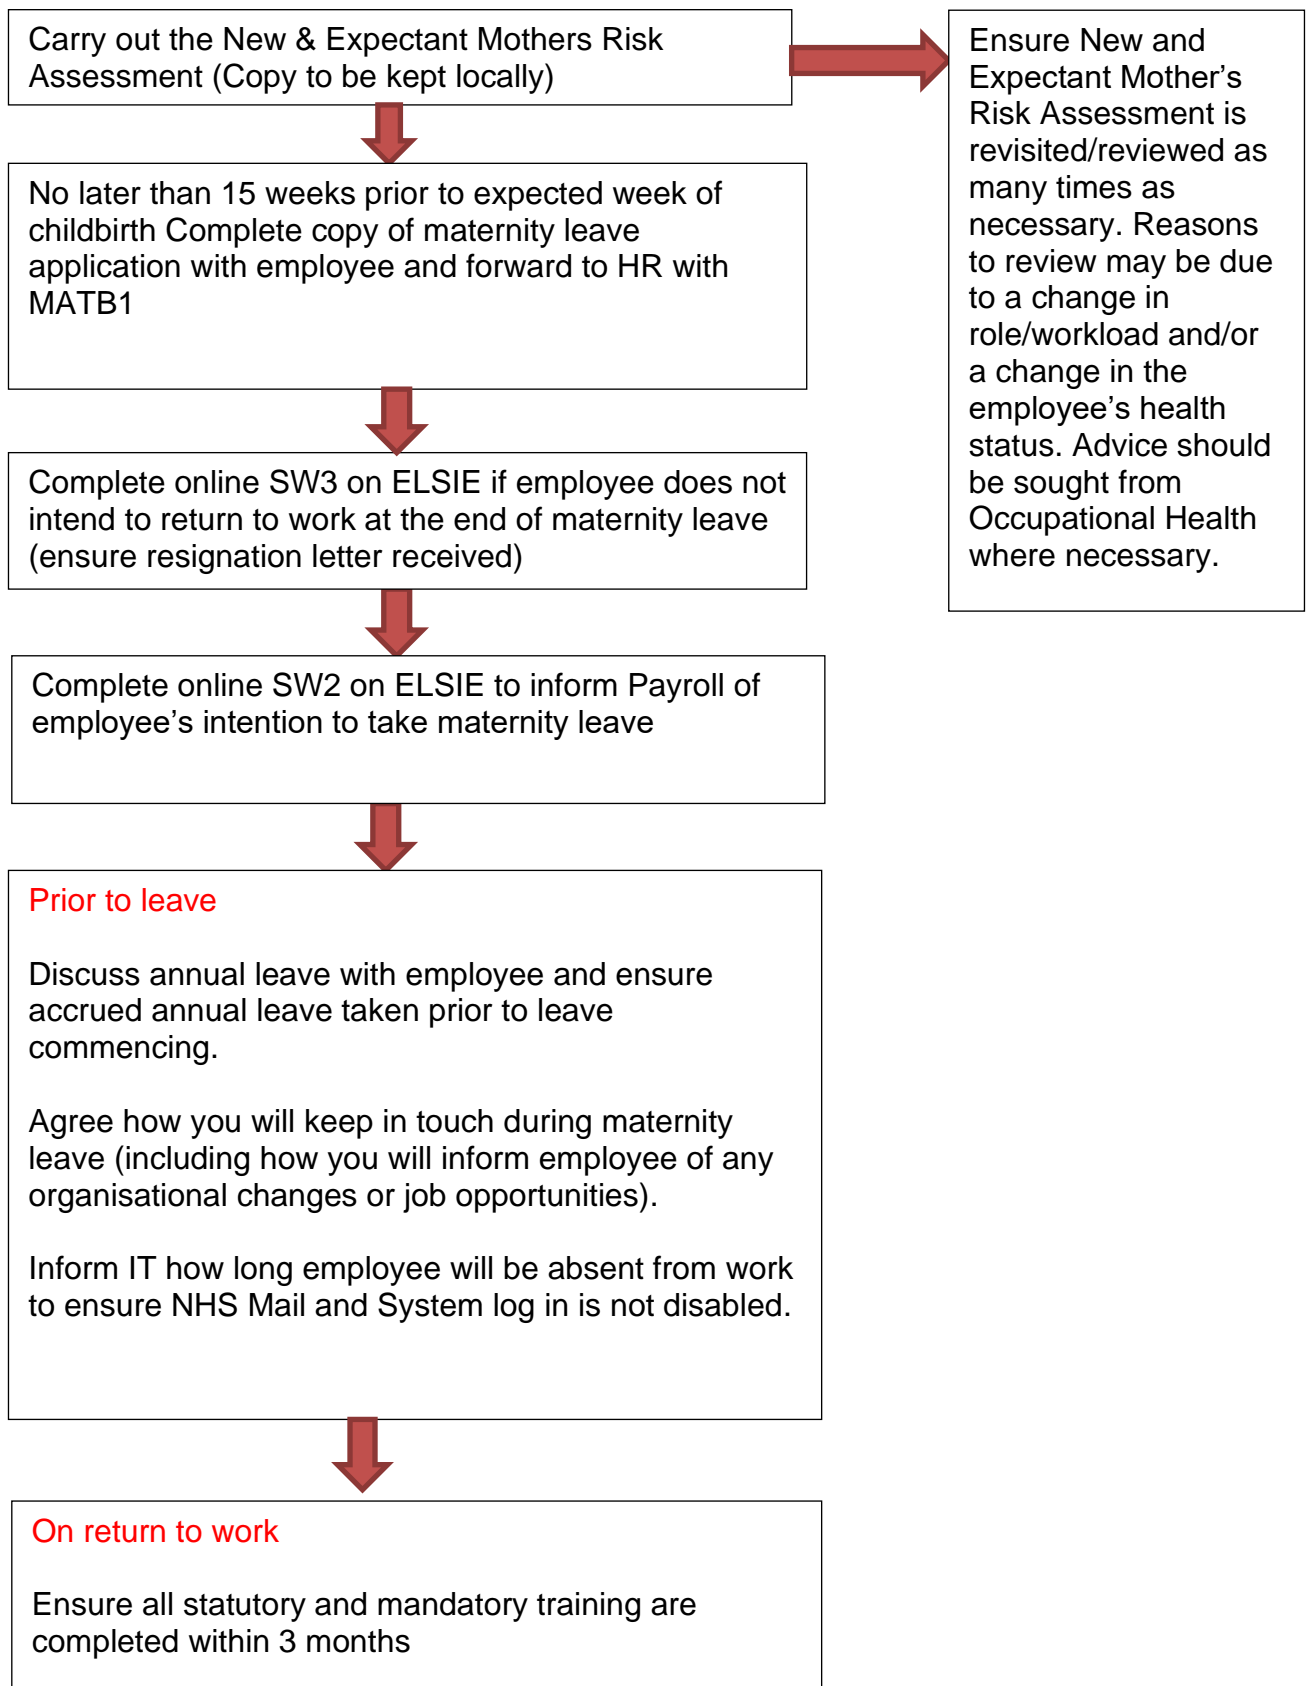 Carry out the New & Expectant Mothers Risk
Assessment (Copy to be kept locally)
Ensure New and
Expectant Mother’s
Risk Assessment is
revisited/reviewed as
many times as
necessary. Reasons
to review may be due
to a change in
role/workload and/or
a change in the
employee’s health
status. Advice should
be sought from
Occupational Health
where necessary.
No later than 15 weeks prior to expected week of
childbirth Complete copy of maternity leave
application with employee and forward to HR with
MATB1
Complete online SW3 on ELSIE if employee does not
intend to return to work at the end of maternity leave
(ensure resignation letter received)
Complete online SW2 on ELSIE to inform Payroll of
employee’s intention to take maternity leave
Prior to leave
Discuss annual leave with employee and ensure
accrued annual leave taken prior to leave
commencing.
Agree how you will keep in touch during maternity
leave (including how you will inform employee of any
organisational changes or job opportunities).
Inform IT how long employee will be absent from work
to ensure NHS Mail and System log in is not disabled.
On return to work
Ensure all statutory and mandatory training are
completed within 3 months